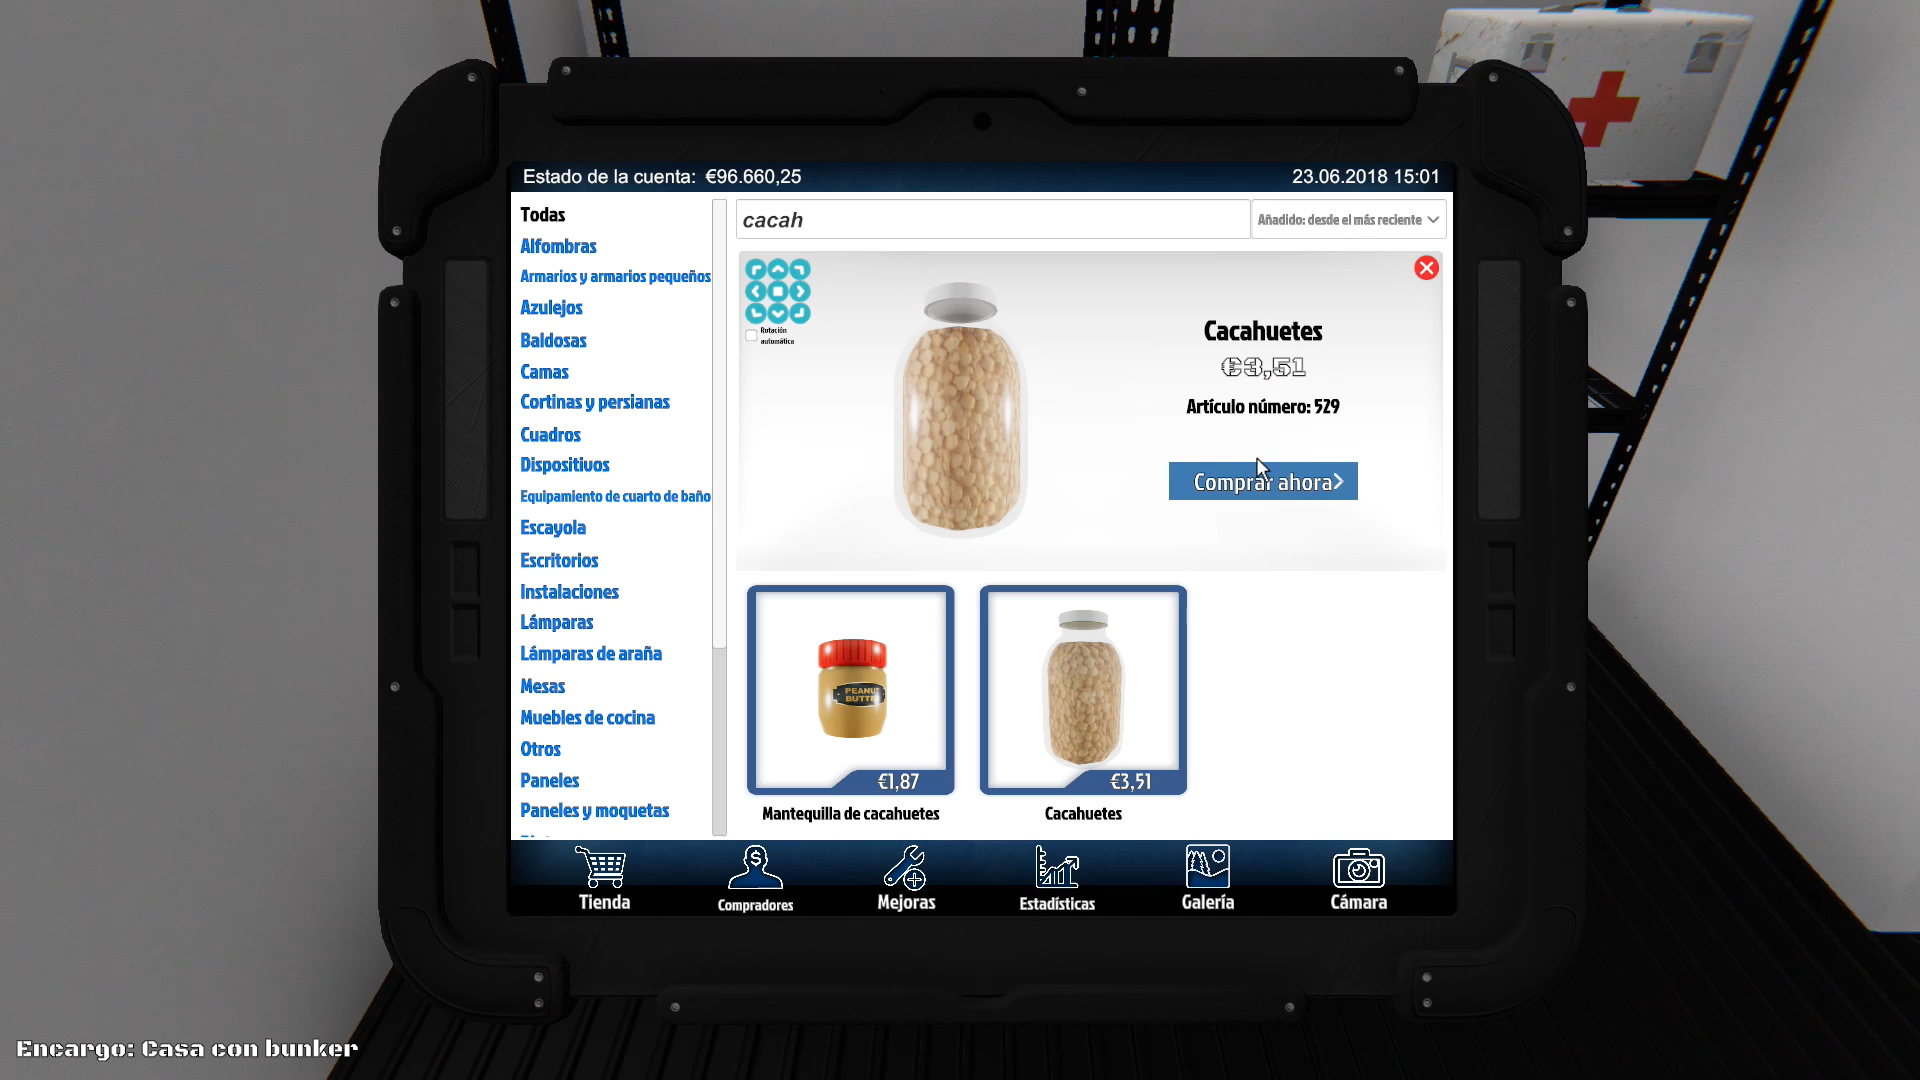 Estado de la cuenta: €96.660,25
23.06.2018 15:01
Todas
Alfombras
Armarios y armarios pequeños
Azulejos
Baldosas
Camas
Cortinas y persianas
Cuadros
Dispositivos
Equipamiento de cuarto de baño
Escayola
Escritorios
Instalaciones
Lámparas
Lámparas de araña
Mesas
Muebles de cocina
Otros
Paneles
Paneles y moquetas
cacah
Añadido: desde el más reciente
Rotación
automática
Cacahuetes
€3,51
Artículo número: 529
Comprar ahora
PEANUT
€1,87
Mantequilla de cacahuetes
€3,51
Cacahuetes
Tienda
Compradores
Mejoras
Estadísticas
Galería
Cámara
Encargo: Casa con bunker